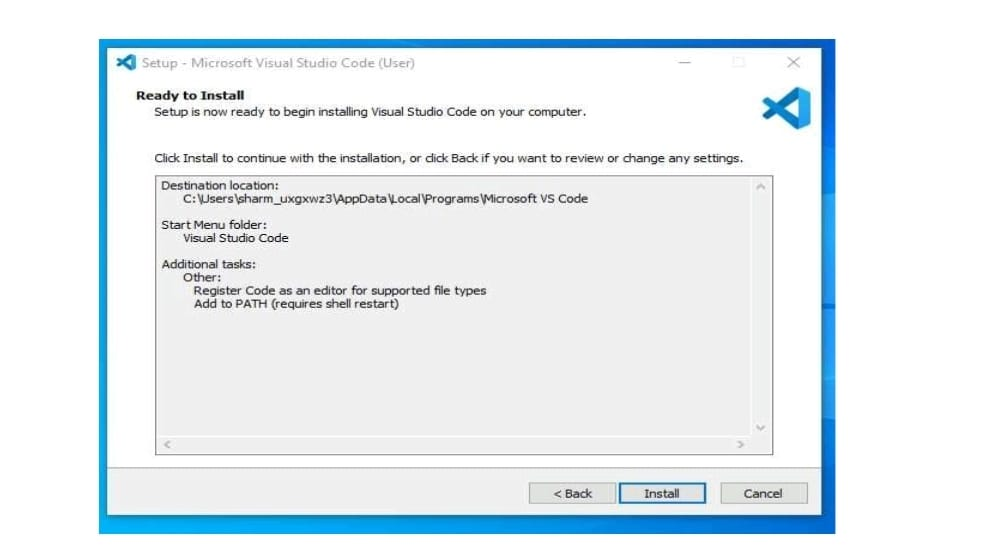 Setup - Microsoft Visual Studio Code (User)
Ready to Install
Setup is now ready to begin installing Visual Studio Code on your computer.
Click Install to continue with the installation, or click Back if you want to review or change any settings.
Destination location:
C:\Users\sharm_uxgxwz3\AppData\Local\Programs\Microsoft VS Code
Start Menu folder:
Visual Studio Code
Additional tasks:
Other:
Register Code as an editor for supported file types
Add to PATH (requires shell restart)
< Back Install Cancel